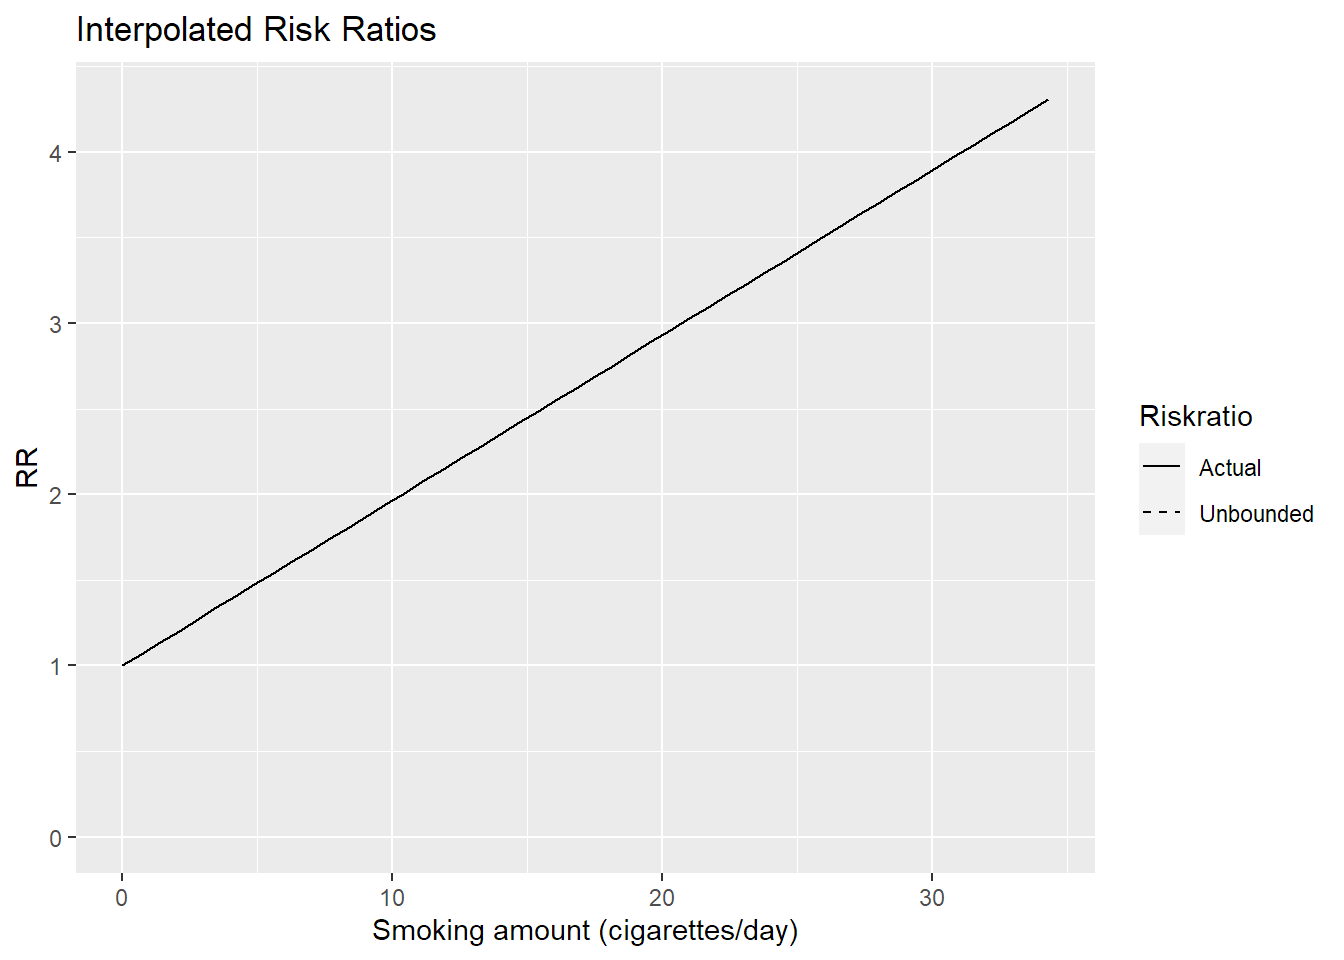 Interpolated Risk Ratios
4
3
2
1
0
RR
0 10 20 30
Smoking amount (cigarettes/day)
Riskratio
Actual
Unbounded